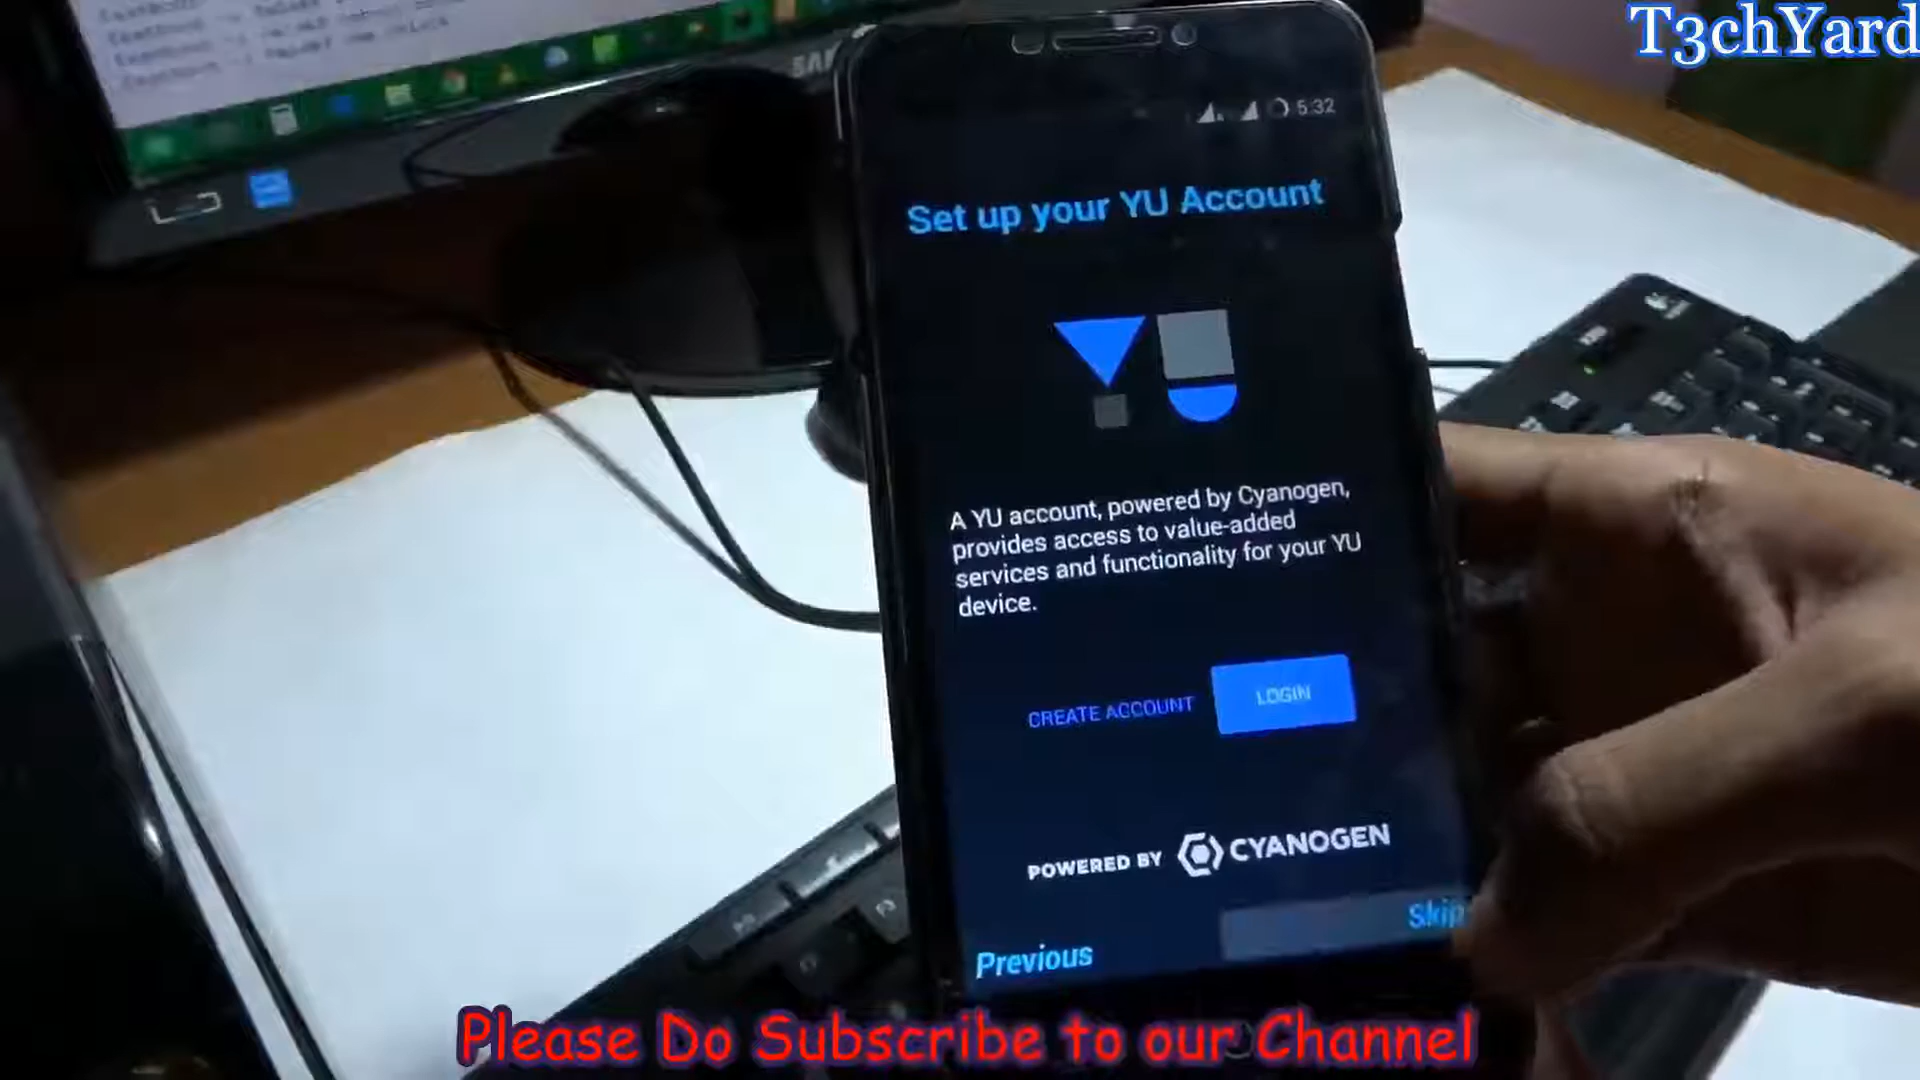 T3chYard
SAM
5:32
Set up your YU Account
A YU account, powered by Cyanogen,
provides access to value-added
services and functionality for your YU
device.
CREATE ACCOUNT
LOGIN
POWERED BY CYANOGEN
Previous
Skip
Please Do Subscribe to our Channel